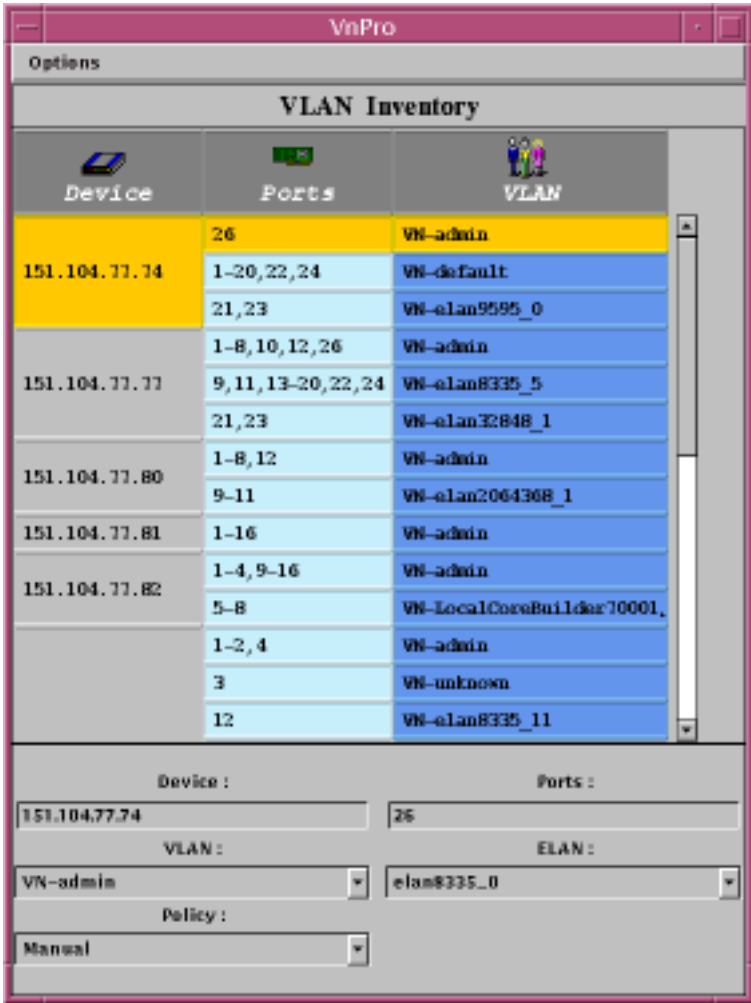 VnPro
Options
VLAN Inventory
Device Ports VLAN
26 VN-admin
151.104.77.74 1-20,22,24 VN-default
21,23 VN-elan9595_0
1-8,10,12,26 VN-admin
151.104.77.77 9,11,13-20,22,24 VN-elan8335_5
21,23 VN-elan32848_1
151.104.77.80 1-8,12 VN-admin
9-11 VN-elan2064368_1
151.104.77.81 1-16 VN-admin
151.104.77.82 1-4,9-16 VN-admin
5-8 VN-LocalCoreBuilder70001.
1-2,4 VN-admin
3 VN-unknown
12 VN-elan8335_11
Device : Ports :
151.104.77.74 26
VLAN : ELAN :
VN-admin elan8335_0
Policy :
Manual